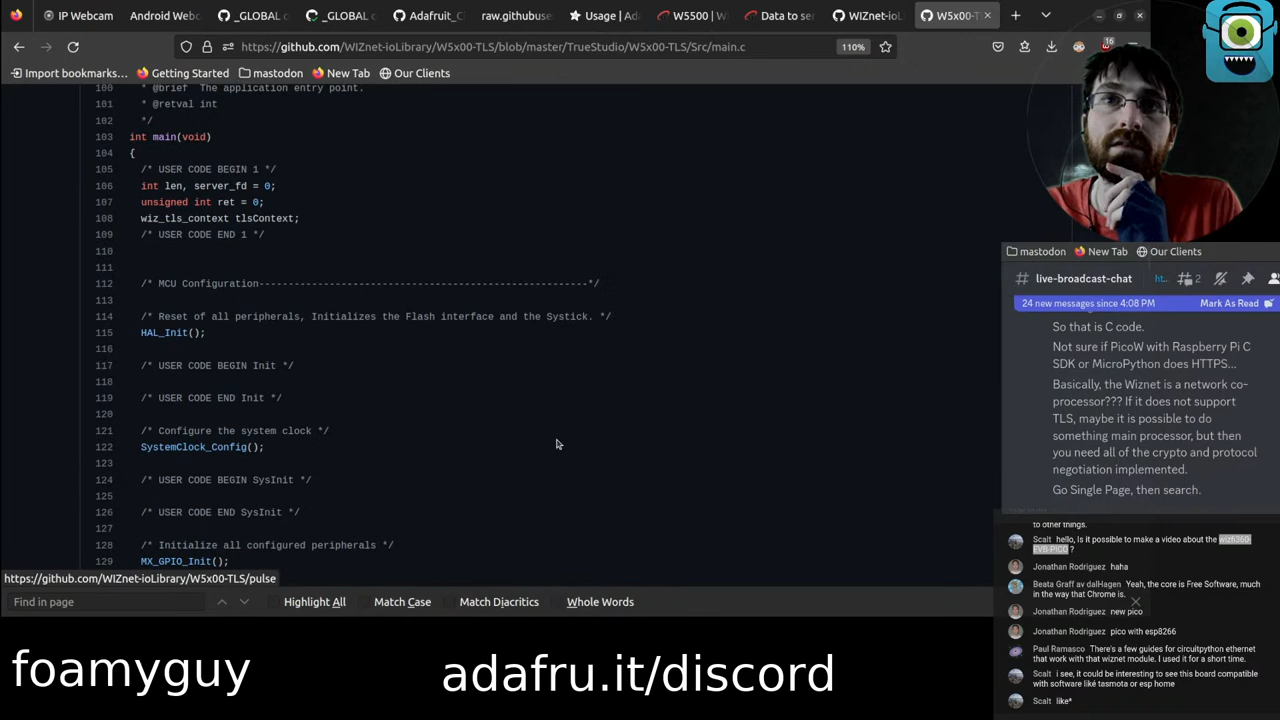 IP Webcam
Android Webc
_GLOBAL c
_GLOBAL c
Adafruit_C
raw.githubuse
Usage | Ada
W5500 |
Data to ser
WIZnet-io
W5x00-T
https://github.com/WIZnet-ioLibrary/W5x00-TLS/blob/master/TrueStudio/W5x00-TLS/Src/main.c
110%
16
Import bookmarks...
Getting Started
mastodon
New Tab
Our Clients
100 * @brief The application entry point.
101 * @retval int
102 */
103 int main(void)
104 {
105 /* USER CODE BEGIN 1 */
106 int len, server_fd = 0;
107 unsigned int ret = 0;
108 wiz_tls_context tlsContext;
109 /* USER CODE END 1 */
110
111
112 /* MCU Configuration--------------------------------------------------------*/
113
114 /* Reset of all peripherals, Initializes the Flash interface and the Systick. */
115 HAL_Init();
116
117 /* USER CODE BEGIN Init */
118
119 /* USER CODE END Init */
120
121 /* Configure the system clock */
122 SystemClock_Config();
123
124 /* USER CODE BEGIN SysInit */
125
126 /* USER CODE END SysInit */
127
128 /* Initialize all configured peripherals */
129 MX_GPIO_Init();
https://github.com/WIZnet-ioLibrary/W5x00-TLS/pulse
Find in page
Highlight All
Match Case
Match Diacritics
Whole Words
mastodon
New Tab
Our Clients
# live-broadcast-chat
ht...
2
24 new messages since 4:08 PM
Mark As Read
So that is C code.
Not sure if PicoW with Raspberry Pi C
SDK or MicroPython does HTTPS...
Basically, the Wiznet is a network co-
processor??? If it does not support
TLS, maybe it is possible to do
something main processor, but then
you need all of the crypto and protocol
negotiation implemented.
Go Single Page, then search.
to other things.
Scalt hello, is it possible to make a video about the wizfi360-
EVB-PICO ?
Jonathan Rodriguez haha
Beata Graff av dalHagen Yeah, the core is Free Software, much
in the way that Chrome is.
Jonathan Rodriguez new pico
Jonathan Rodriguez pico with esp8266
Paul Ramasco There's a few guides for circuitpython ethernet
that work with that wiznet module. I used it for a short time.
Scalt i see, it could be interesting to see this board compatible
with software liké tasmota or esp home
Scalt like*
foamyguy
adafru.it/discord